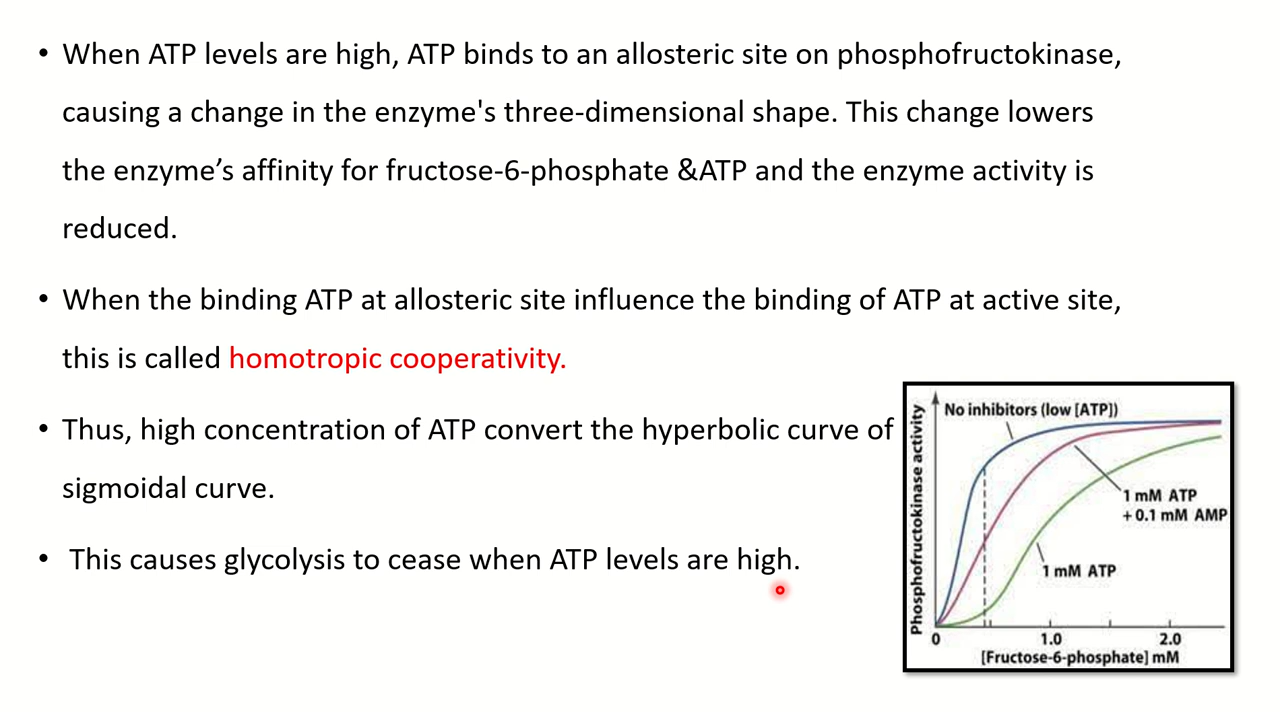 • When ATP levels are high, ATP binds to an allosteric site on phosphofructokinase,
causing a change in the enzyme's three-dimensional shape. This change lowers
the enzyme’s affinity for fructose-6-phosphate &ATP and the enzyme activity is
reduced.
• When the binding ATP at allosteric site influence the binding of ATP at active site,
this is called homotropic cooperativity.
• Thus, high concentration of ATP convert the hyperbolic curve of
sigmoidal curve.
• This causes glycolysis to cease when ATP levels are high.
Phosphofructokinase activity
No inhibitors (low [ATP])
1 mM ATP
+ 0.1 mM AMP
1 mM ATP
0 1.0 2.0
[Fructose-6-phosphate] mM